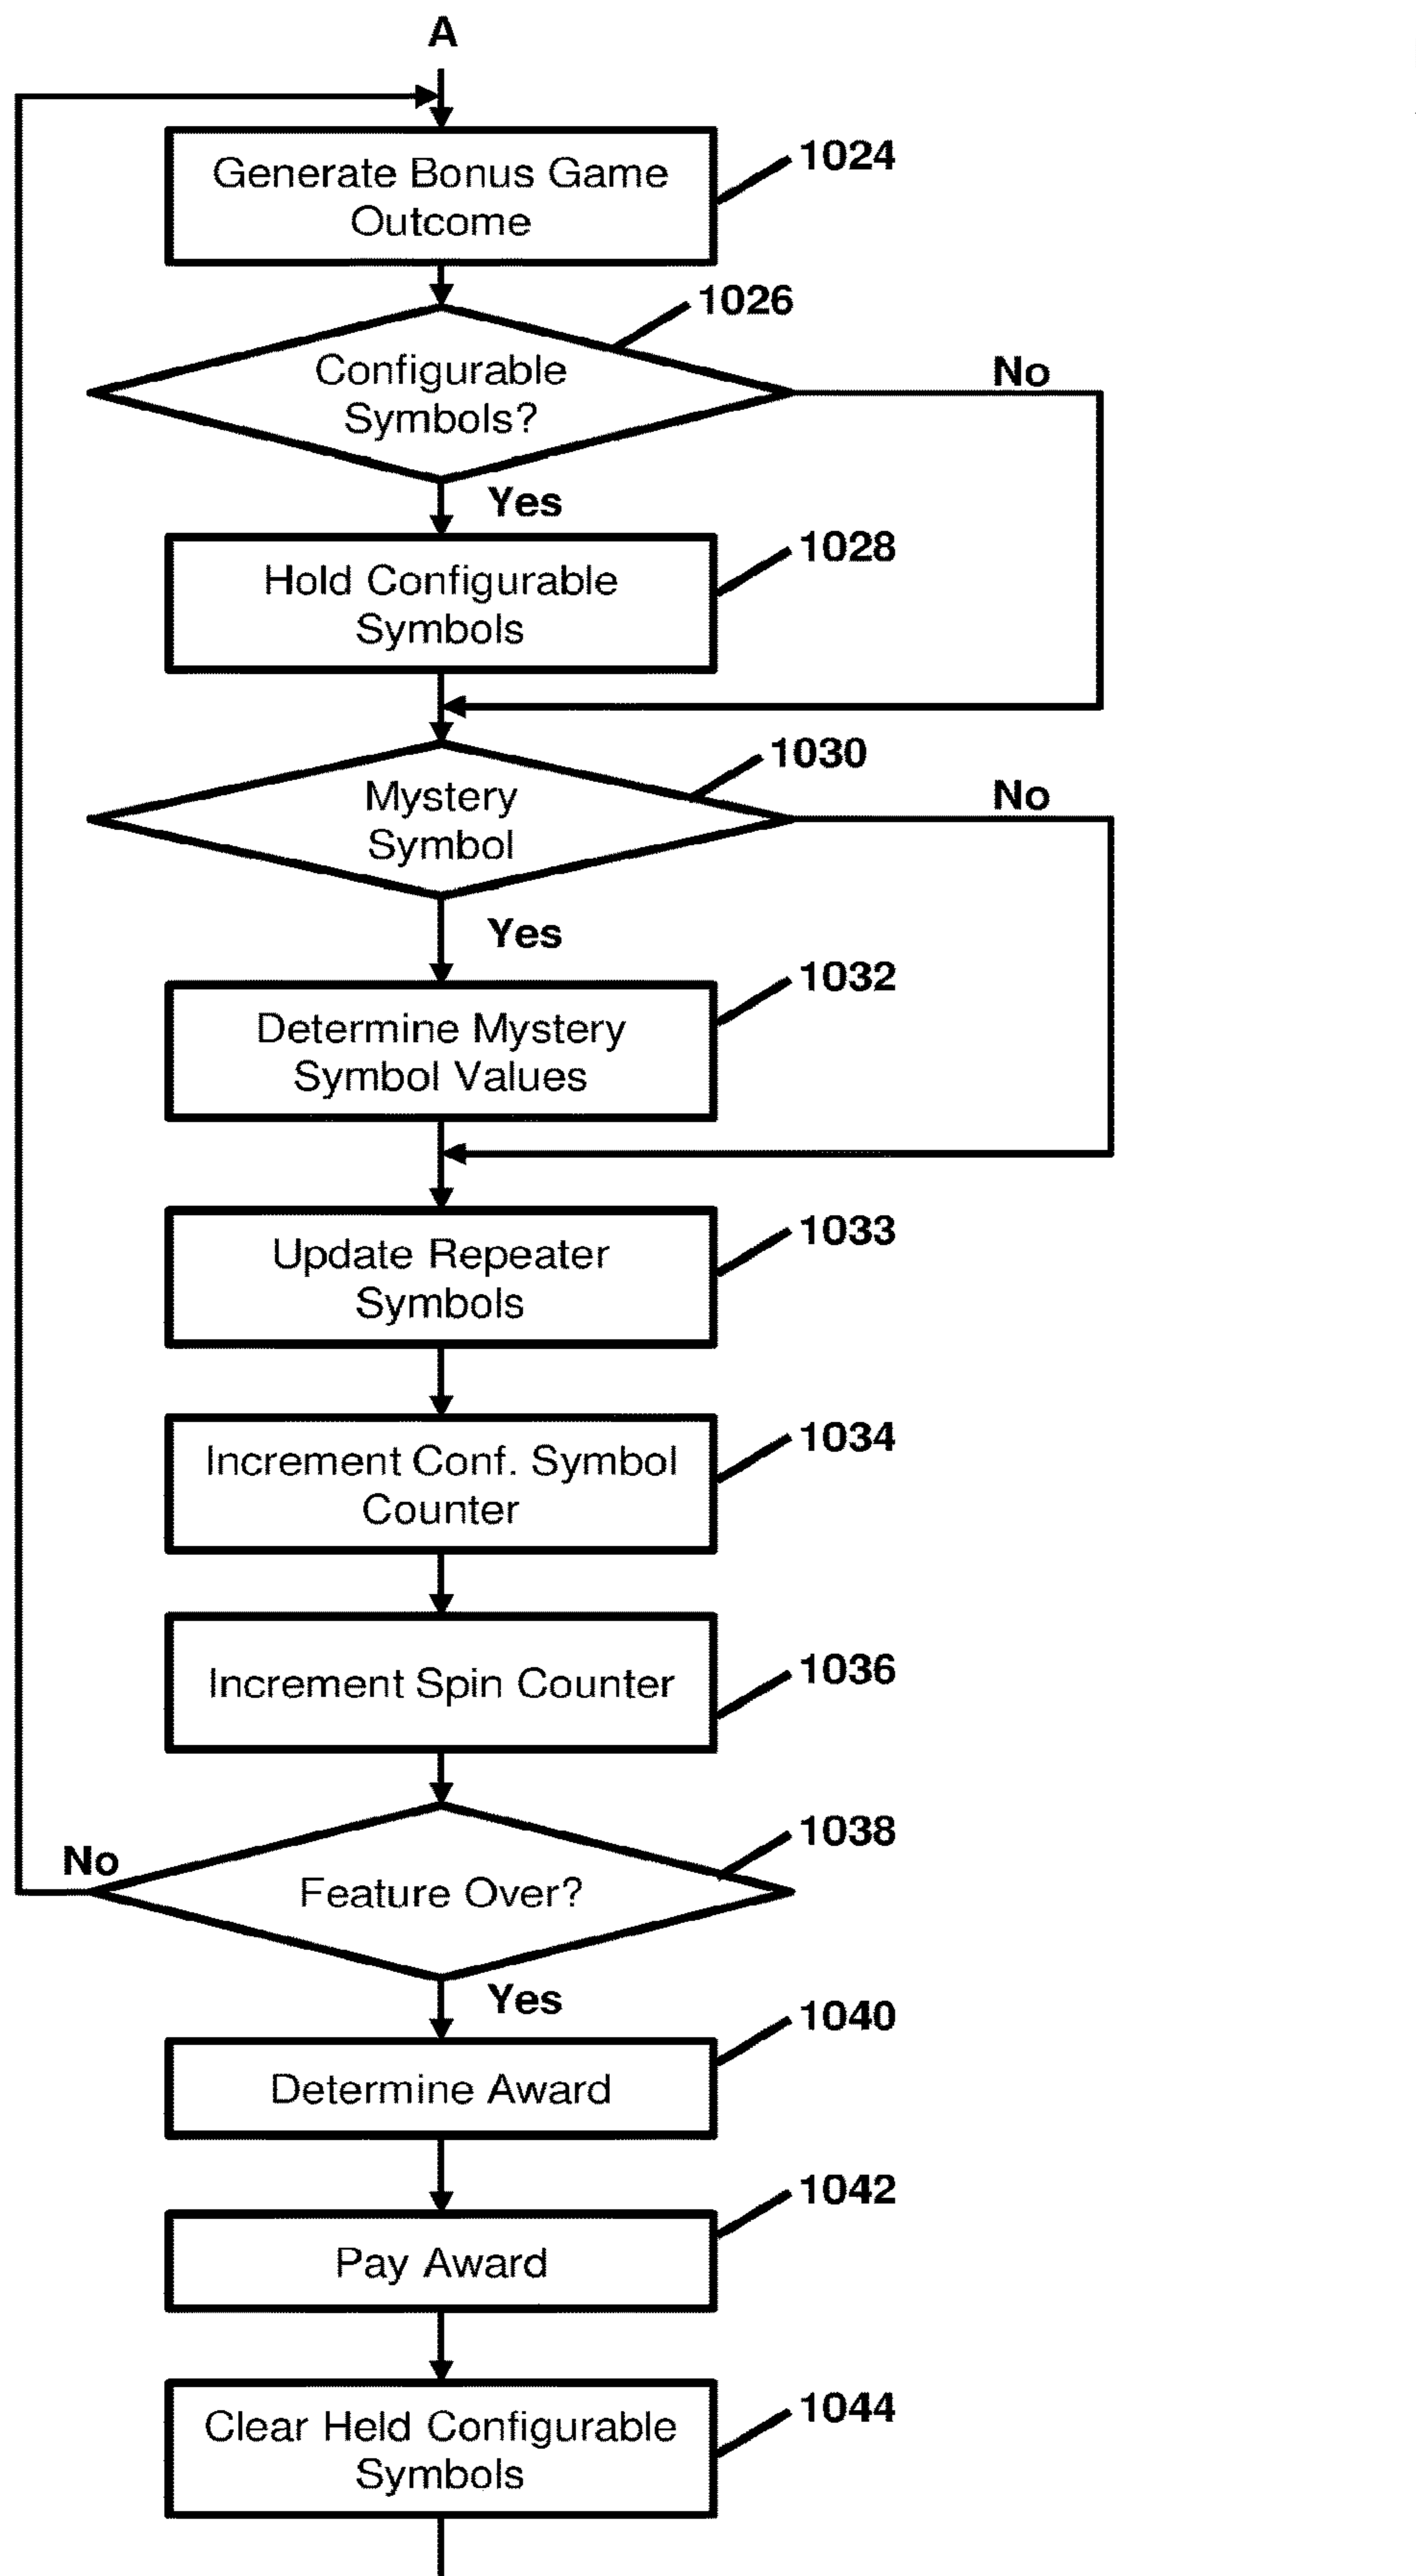 A
Generate Bonus Game
Outcome
1024
1026
Configurable
Symbols?
No
Yes
Hold Configurable
Symbols
1028
1030
Mystery
Symbol
No
Yes
Determine Mystery
Symbol Values
1032
Update Repeater
Symbols
1033
Increment Conf. Symbol
Counter
1034
Increment Spin Counter
1036
1038
Feature Over?
No
Yes
Determine Award
1040
Pay Award
1042
Clear Held Configurable
Symbols
1044